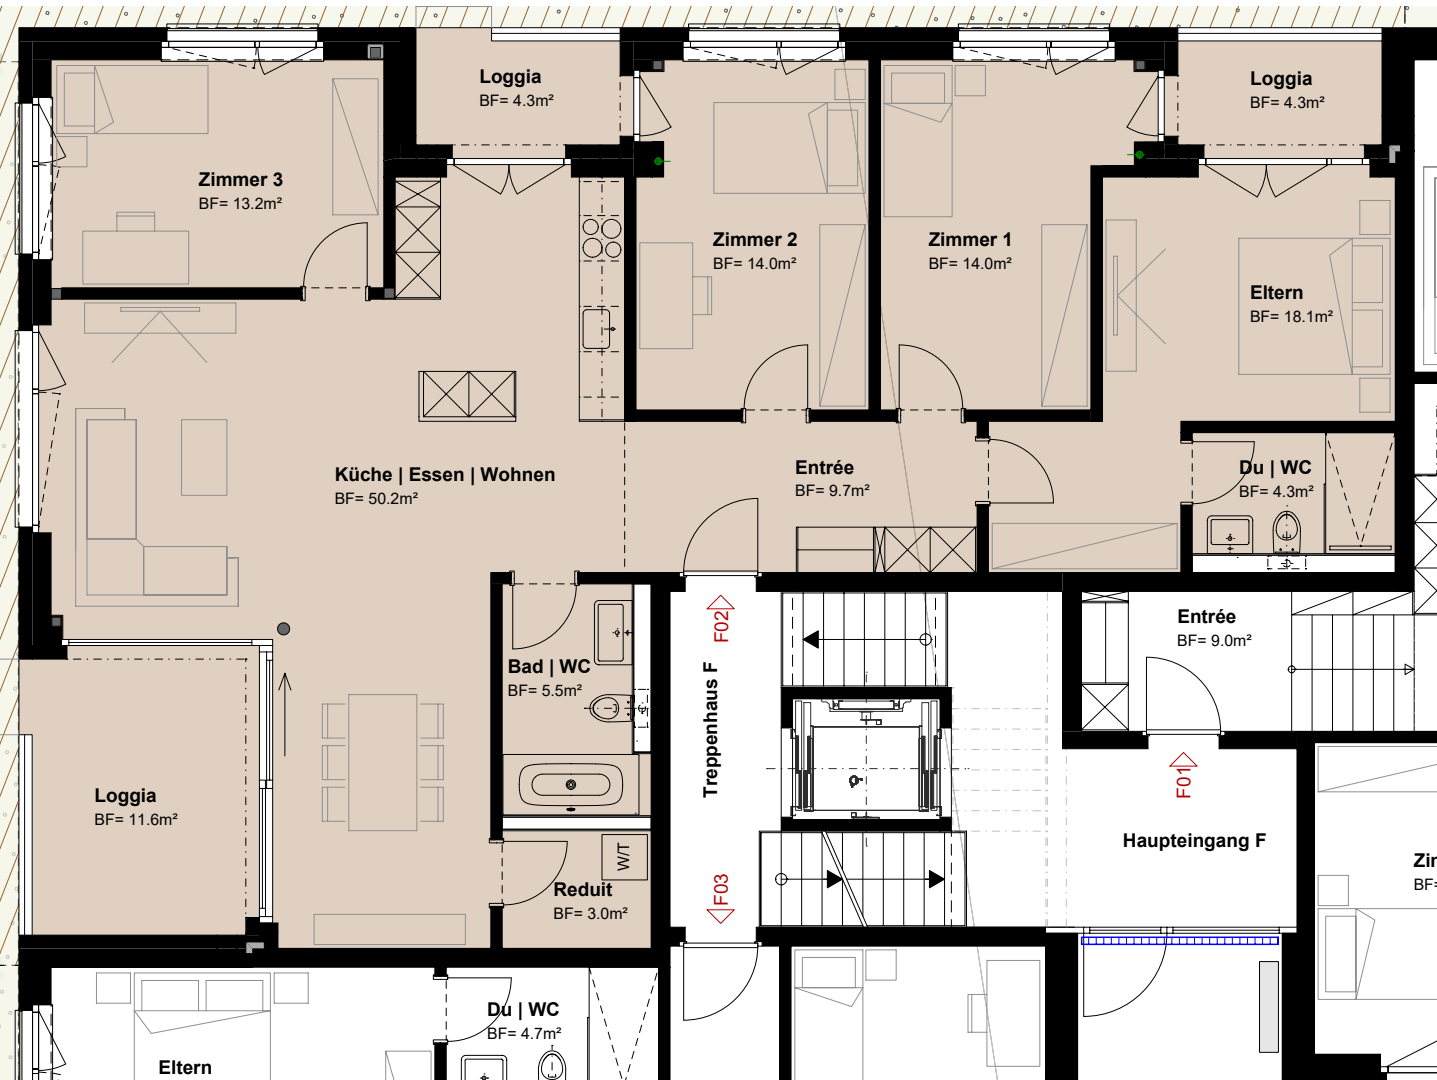 Loggia
BF= 4.3m²
Loggia
BF= 4.3m²
Zimmer 3
BF= 13.2m²
Zimmer 2
BF= 14.0m²
Zimmer 1
BF= 14.0m²
Eltern
BF= 18.1m²
Küche | Essen | Wohnen
BF= 50.2m²
Entrée
BF= 9.7m²
Du | WC
BF= 4.3m²
F02
Entrée
BF= 9.0m²
Bad | WC
BF= 5.5m²
Treppenhaus F
F01
Loggia
BF= 11.6m²
Haupteingang F
W/T
Reduit
BF= 3.0m²
F03
BF=
Du | WC
BF= 4.7m²
Eltern